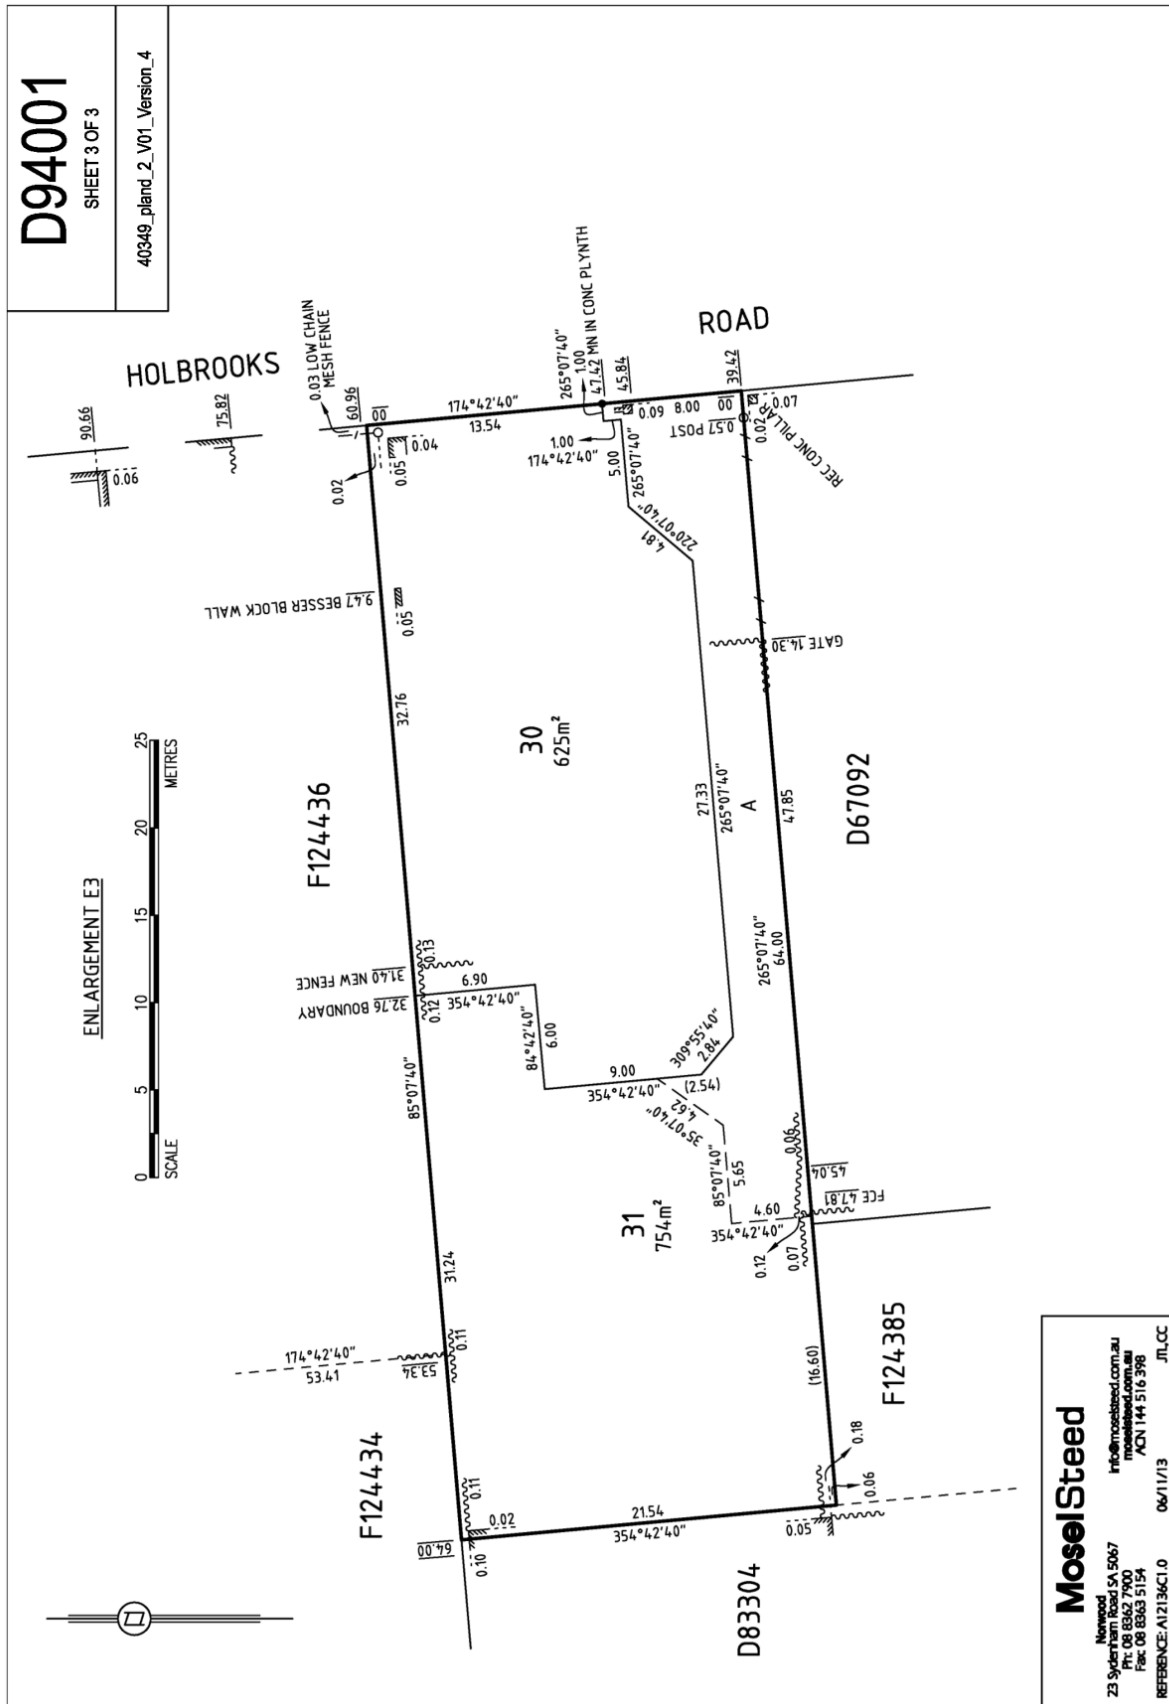 D94001
SHEET 3 OF 3
40349_pland_2_V01_Version_4
HOLBROOKS
ROAD
90.66
0.06
75.82
0.03 LOW CHAIN
MESH FENCE
60.96
00
0.02
0.05
0.04
174°42'40"
13.54
265°07'40"
1.00
47.42 MN IN CONC PLYNTH
45.84
0.09
8.00
39.42
00
0.57 POST
0.02
0.07
REC CONC PILLAR
1.00
174°42'40"
5.00
265°07'40"
220°07'40"
4.81
9.47 BESSER BLOCK WALL
0.05
32.76
GATE 14.30
30
625m²
27.33
265°07'40"
A
47.85
D67092
F124436
ENLARGEMENT E3
0 5 10 15 20 25
SCALE
METRES
31.40 NEW FENCE
32.76 BOUNDARY
0.13
0.12
6.90
354°42'40"
84°42'40"
6.00
85°07'40"
265°07'40"
64.00
9.00
354°42'40"
309°55'40"
2.84
(2.54)
4.62
35°07'40"
85°07'40"
5.65
4.60
354°42'40"
0.06
45.04
FCE 47.81
0.12
0.07
31
754m²
31.24
174°42'40"
53.41
53.34
0.11
F124434
F124385
(16.60)
0.18
0.06
0.05
0.11
0.02
0.10
64.00
21.54
354°42'40"
D83304
MoselSteed
Norwood
23 Sydenham Road SA 5067
Ph: 08 8362 7900
Fax: 08 8363 5154
info@moselsteed.com.au
moselsteed.com.au
ACN 144 516 398
REFERENCE: A12136C1.0
06/11/13
JTL,CC